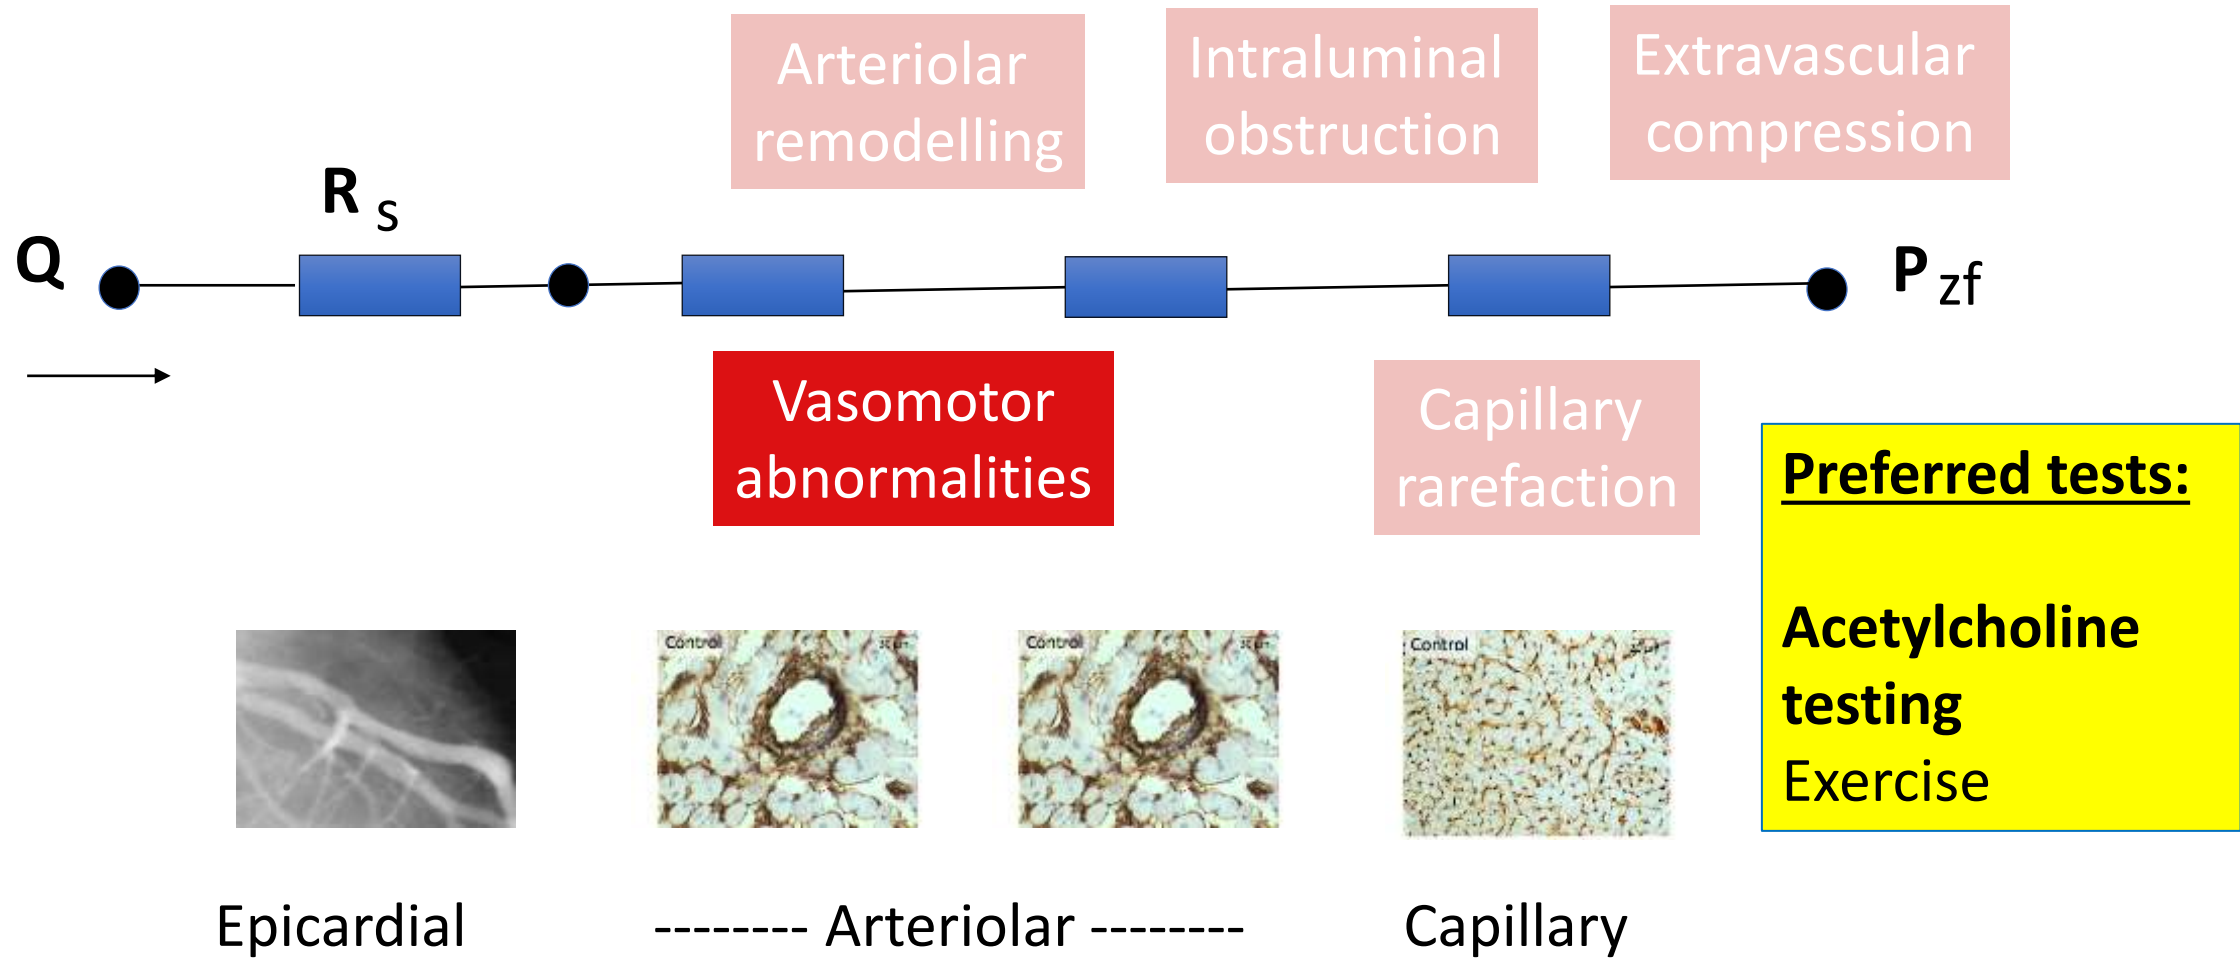 Arteriolar
remodelling
Intraluminal
obstruction
Extravascular
compression
R s
Q
P zf
Vasomotor
abnormalities
Capillary
rarefaction
Preferred tests:
Acetylcholine
testing
Exercise
Control
Control
Control
Epicardial
-------- Arteriolar --------
Capillary